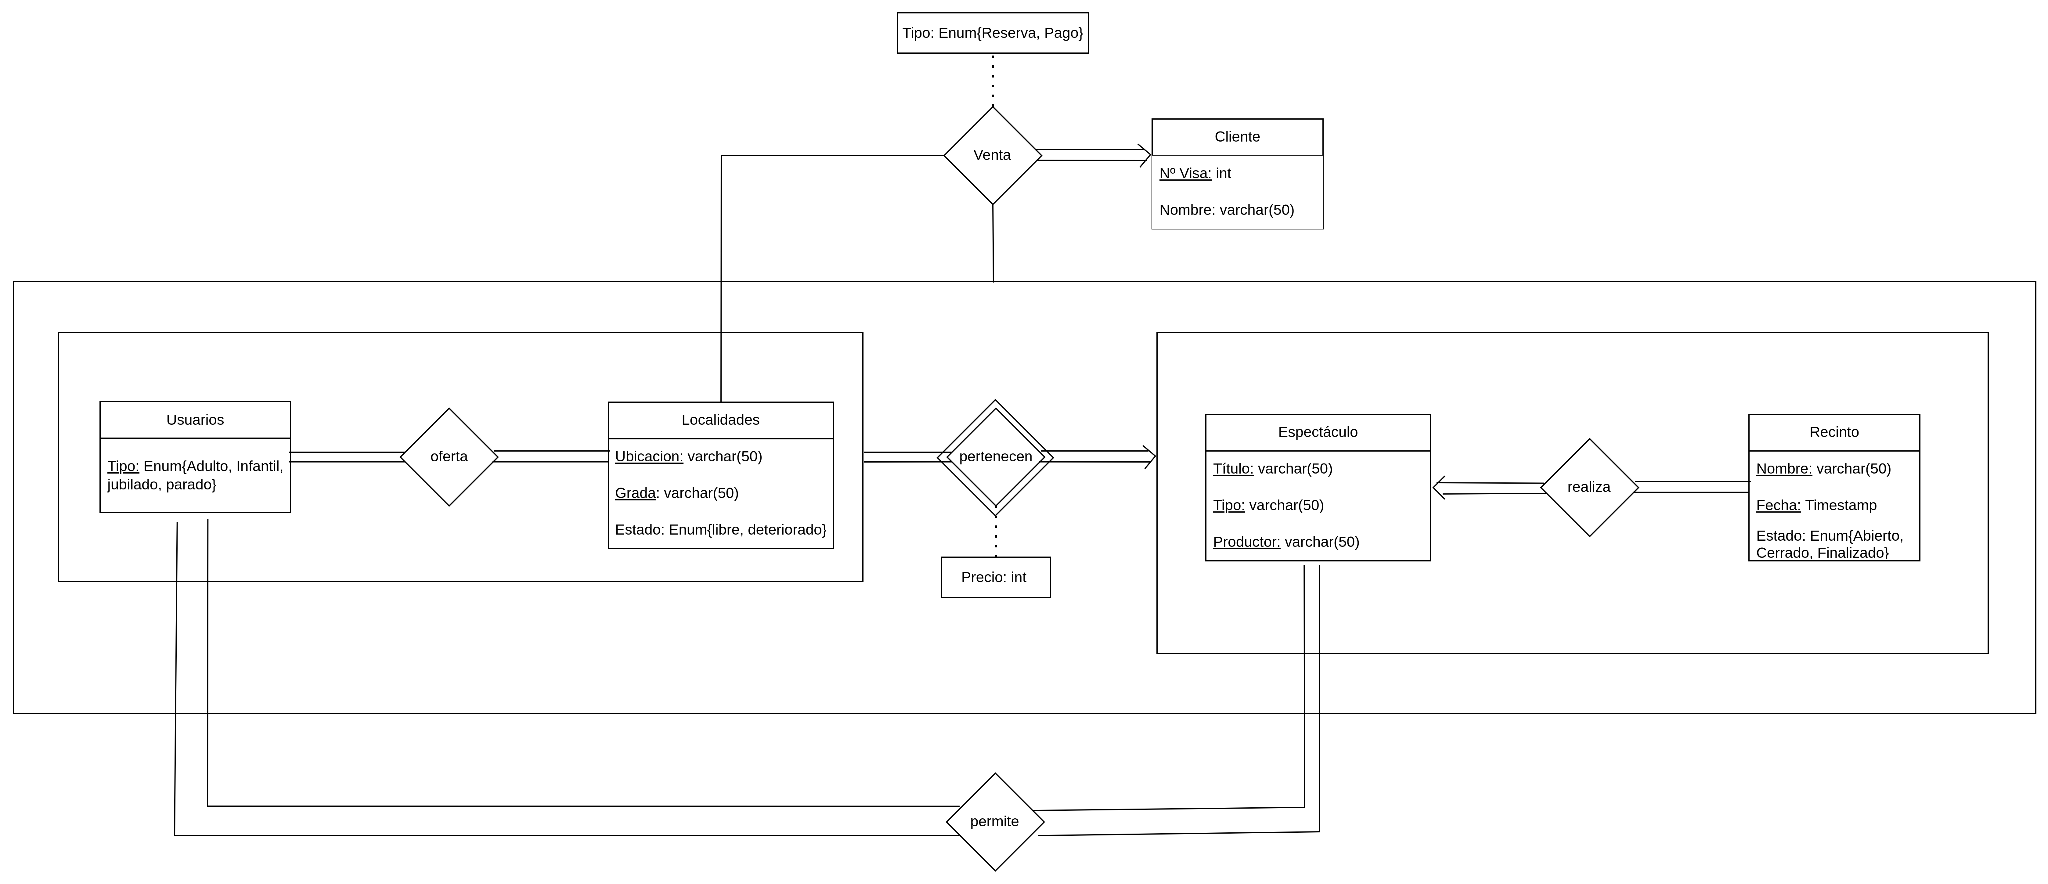 Tipo: Enum{Reserva, Pago}
Venta
Cliente
Nº Visa: int
Nombre: varchar(50)
Usuarios
Tipo: Enum{Adulto, Infantil,
jubilado, parado}
oferta
Localidades
Ubicacion: varchar(50)
Grada: varchar(50)
Estado: Enum{libre, deteriorado}
pertenecen
Precio: int
Espectáculo
Título: varchar(50)
Tipo: varchar(50)
Productor: varchar(50)
realiza
Recinto
Nombre: varchar(50)
Fecha: Timestamp
Estado: Enum{Abierto,
Cerrado, Finalizado}
permite